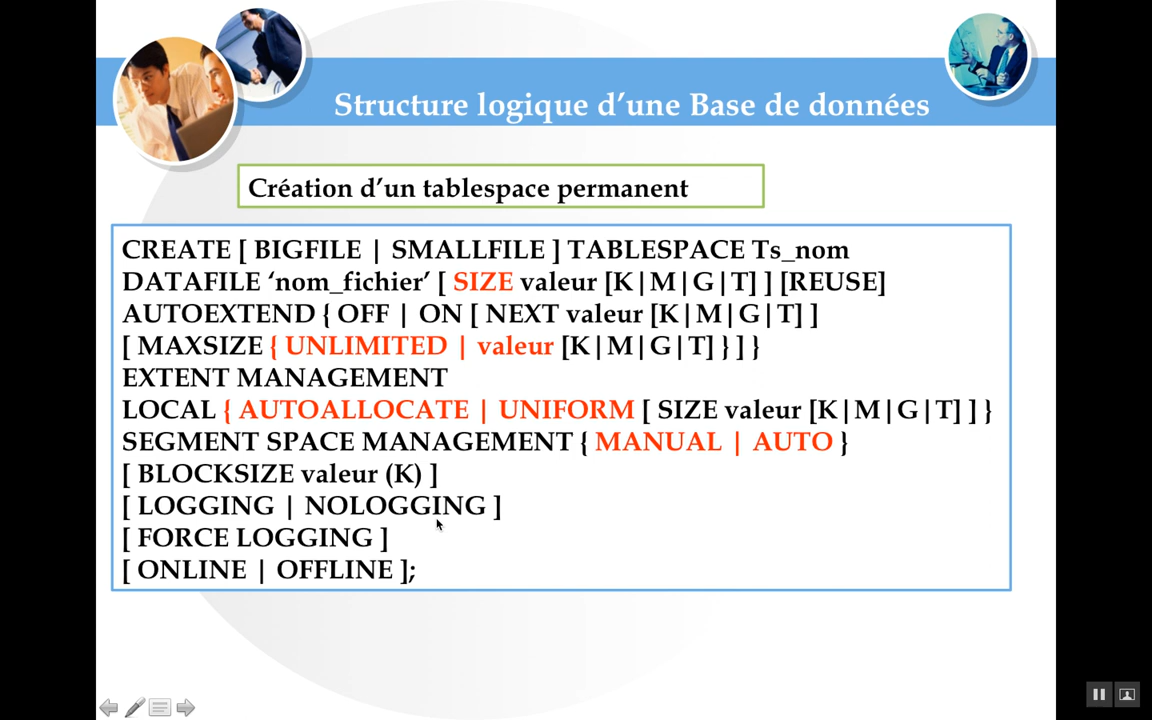 Structure logique d’une Base de données
Création d’un tablespace permanent
CREATE [ BIGFILE | SMALLFILE ] TABLESPACE Ts_nom
DATAFILE ‘nom_fichier’ [ SIZE valeur [K|M|G|T] ] [REUSE]
AUTOEXTEND { OFF | ON [ NEXT valeur [K|M|G|T] ]
[ MAXSIZE { UNLIMITED | valeur [K|M|G|T] } ] }
EXTENT MANAGEMENT
LOCAL { AUTOALLOCATE | UNIFORM [ SIZE valeur [K|M|G|T] ] }
SEGMENT SPACE MANAGEMENT { MANUAL | AUTO }
[ BLOCKSIZE valeur (K) ]
[ LOGGING | NOLOGGING ]
[ FORCE LOGGING ]
[ ONLINE | OFFLINE ];